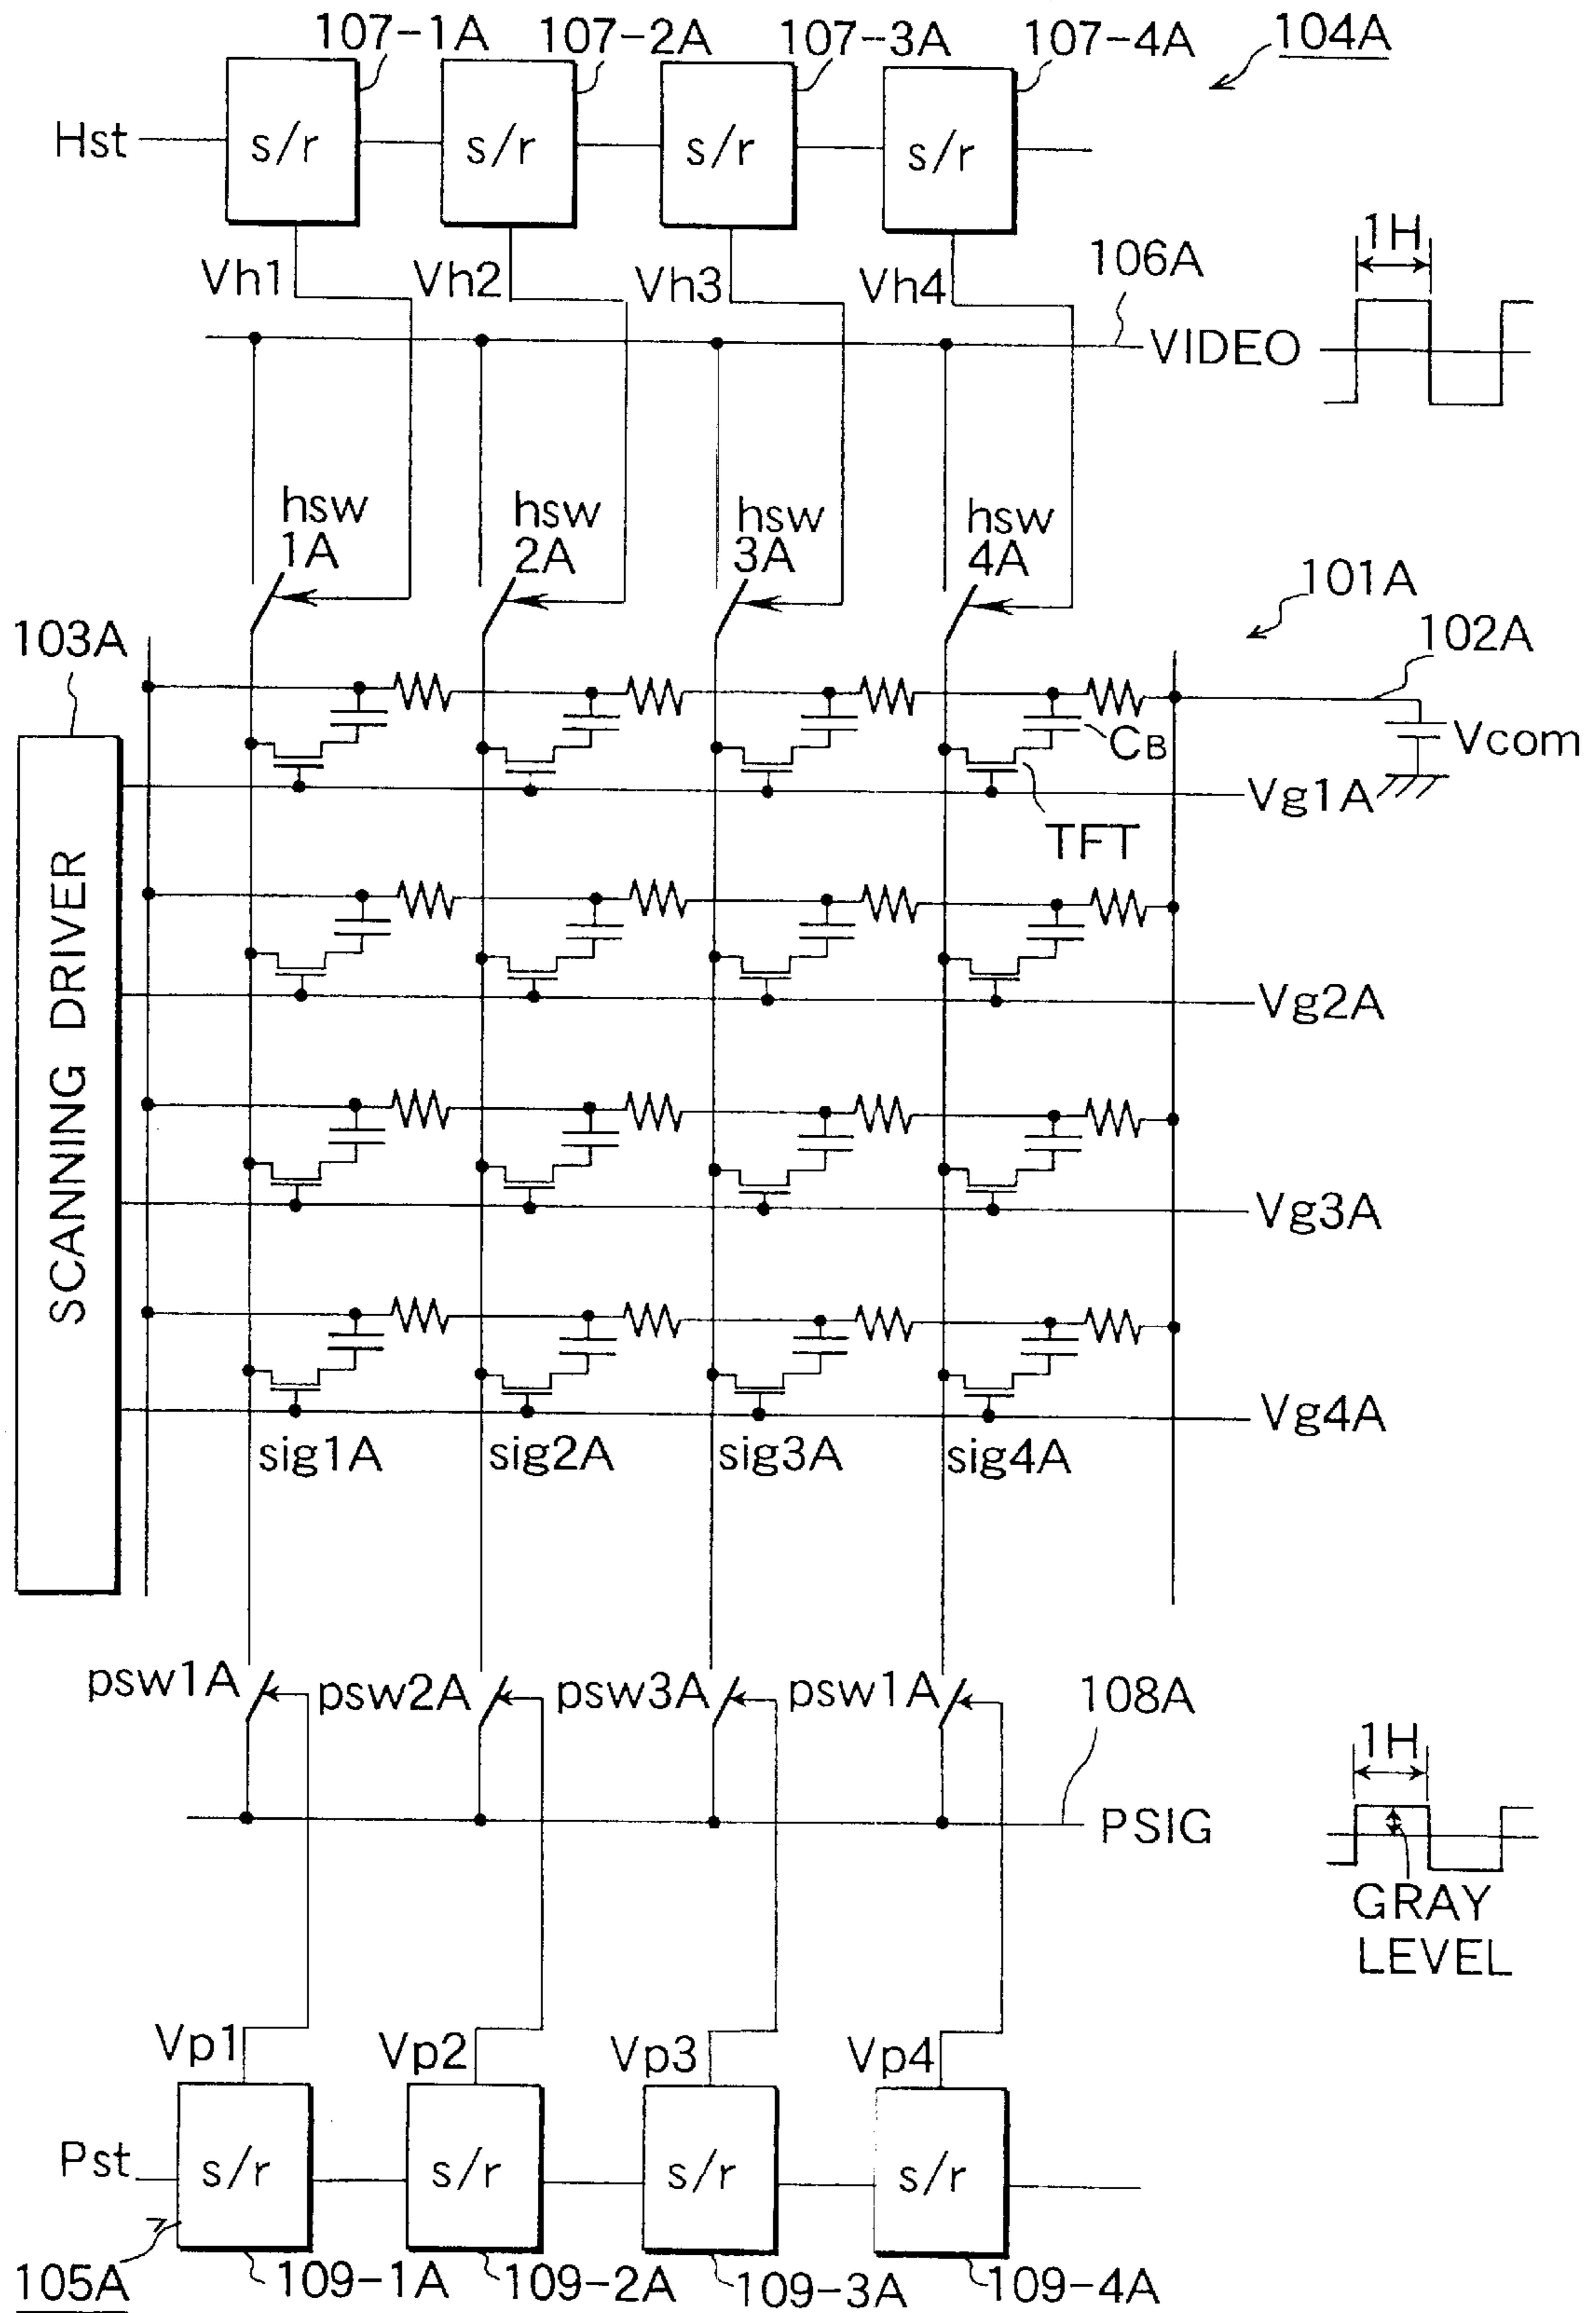 107-1A 107-2A 107-3A 107-4A 104A
Hst s/r s/r s/r s/r
1H
Vh1 Vh2 Vh3 Vh4 106A
VIDEO
hsw 1A
hsw 2A
hsw 3A
hsw 4A
101A
103A
102A
CB
Vcom
Vg1A
TFT
SCANNING DRIVER
Vg2A
Vg3A
Vg4A
sig1A sig2A sig3A sig4A
psw1A psw2A psw3A psw1A 108A
1H
PSIG
GRAY
LEVEL
Vp1 Vp2 Vp3 Vp4
Pst s/r s/r s/r s/r
105A 109-1A 109-2A 109-3A 109-4A